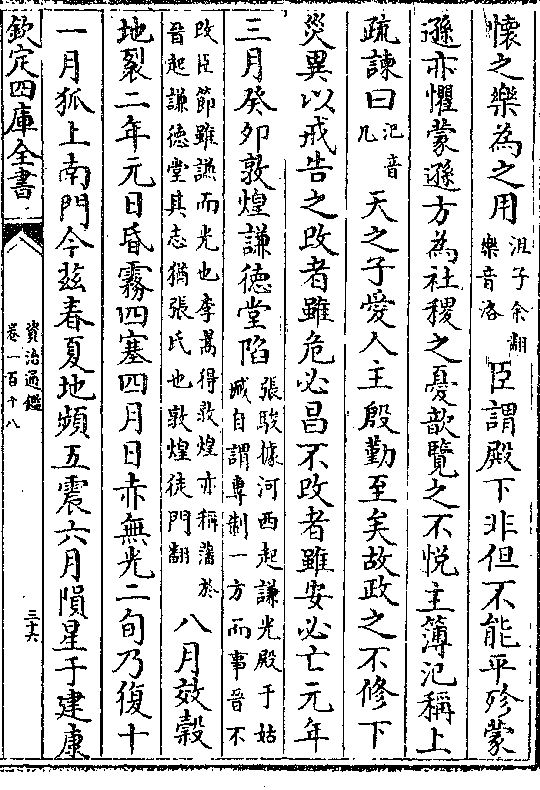 懷之樂為之用沮子余翻樂音洛臣謂殿下非但不能平殄蒙
遜亦懼蒙遜方為社稷之憂歆覽之不悅主簿氾稱上
疏諫曰氾音凡天之子愛人主殷勤至矣故政之不修下
災異以戒告之改者雖危必昌不改者雖安必亡元年
三月癸卯敦煌謙德堂陷張駿據河西起謙光殿于姑臧自謂專制一方而事晉不
改臣節雖謙而光也李暠得敦煌亦稱藩於晉起謙德堂其志猶張氏也敦煌徒門翻八月效榖
地裂二年元日昏霧四塞四月日赤無光二旬乃復十
一月狐上南門今茲春夏地頻五震六月隕星于建康
欽定四庫全書
資治通鑑
卷一百十八
三十六